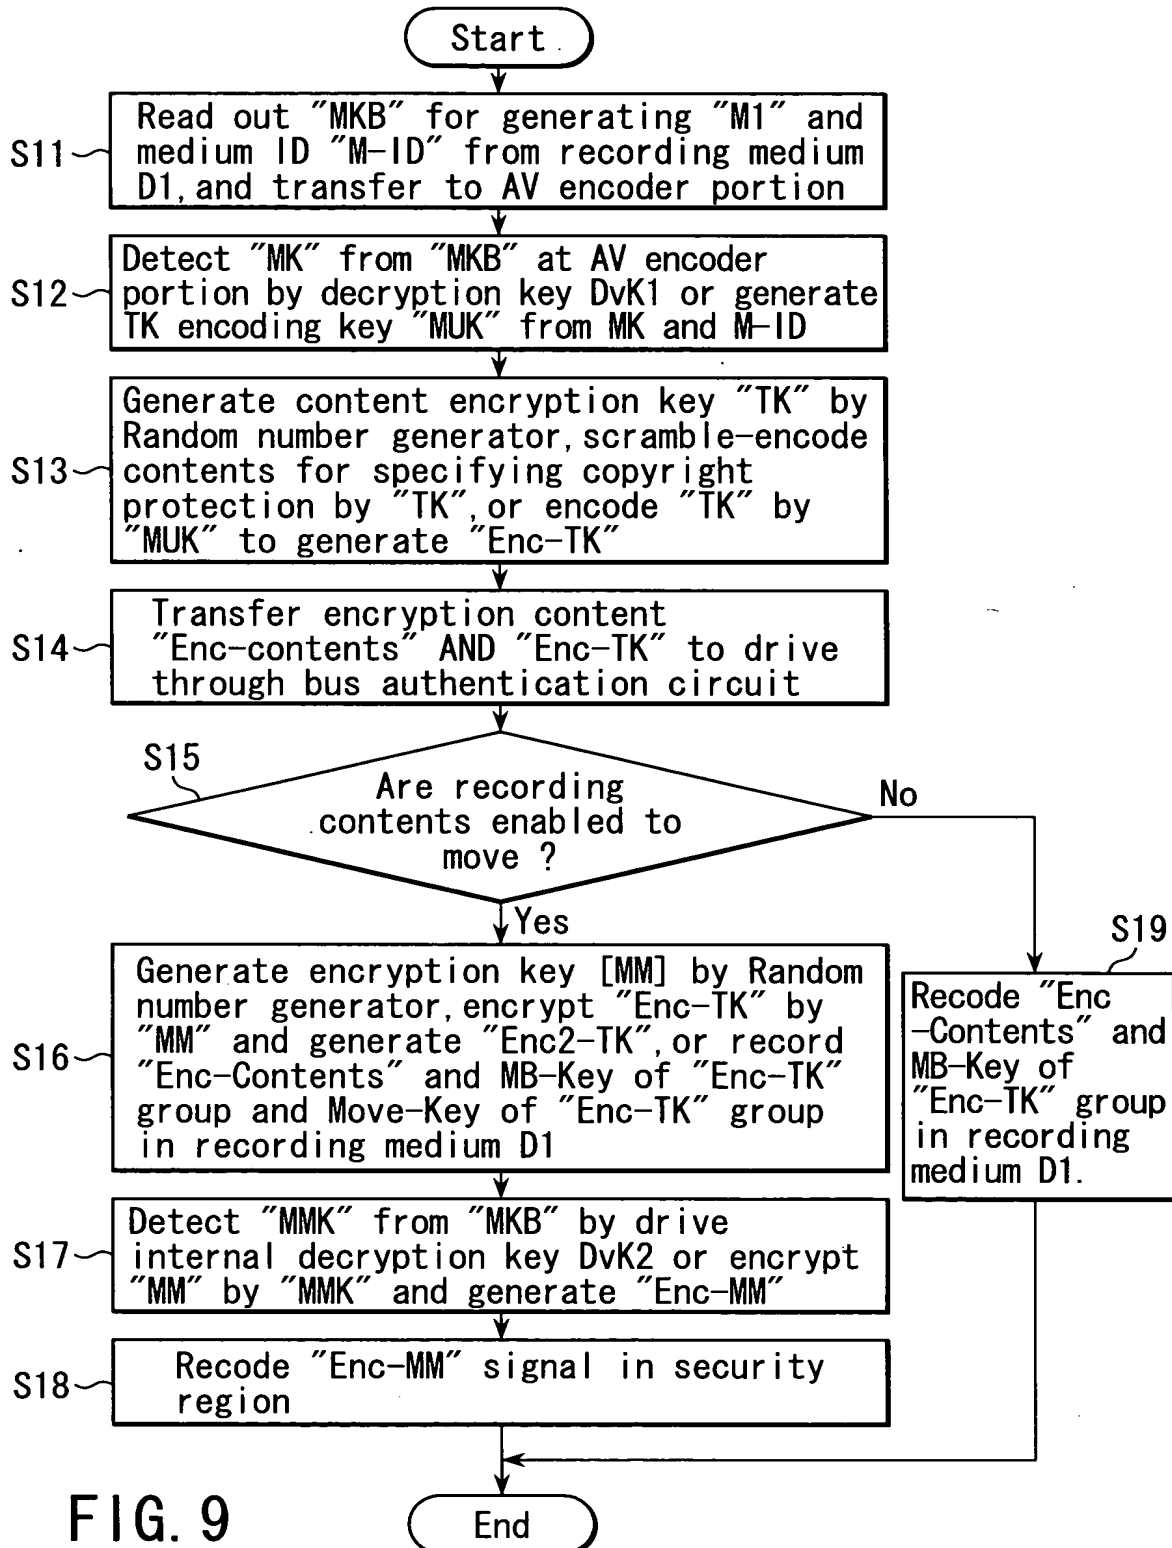 Start
S11
Read out "MKB" for generating "M1" and
medium ID "M-ID" from recording medium
D1, and transfer to AV encoder portion
S12
Detect "MK" from "MKB" at AV encoder
portion by decryption key DvK1 or generate
TK encoding key "MUK" from MK and M-ID
S13
Generate content encryption key "TK" by
Random number generator, scramble-encode
contents for specifying copyright
protection by "TK", or encode "TK" by
"MUK" to generate "Enc-TK"
S14
Transfer encryption content
"Enc-contents" AND "Enc-TK" to drive
through bus authentication circuit
S15
Are recording
contents enabled to
move ?
No
Yes
S16
Generate encryption key [MM] by Random
number generator, encrypt "Enc-TK" by
"MM" and generate "Enc2-TK", or record
"Enc-Contents" and MB-Key of "Enc-TK"
group and Move-Key of "Enc-TK" group
in recording medium D1
S19
Recode "Enc
-Contents" and
MB-Key of
"Enc-TK" group
in recording
medium D1.
S17
Detect "MMK" from "MKB" by drive
internal decryption key DvK2 or encrypt
"MM" by "MMK" and generate "Enc-MM"
S18
Recode "Enc-MM" signal in security
region
End
FIG. 9